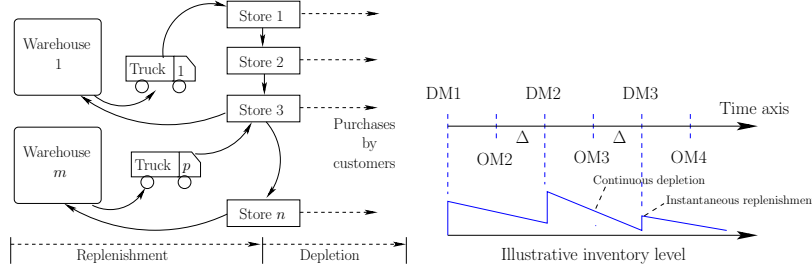 Store 1
Warehouse
1
Truck 1
Store 2
Store 3
Purchases
by
customers
Warehouse
m
Truck p
Store n
Replenishment
Depletion
DM1
DM2
DM3
Time axis
Δ
Δ
OM2
OM3
OM4
Continuous depletion
Instantaneous replenishmen
Illustrative inventory level